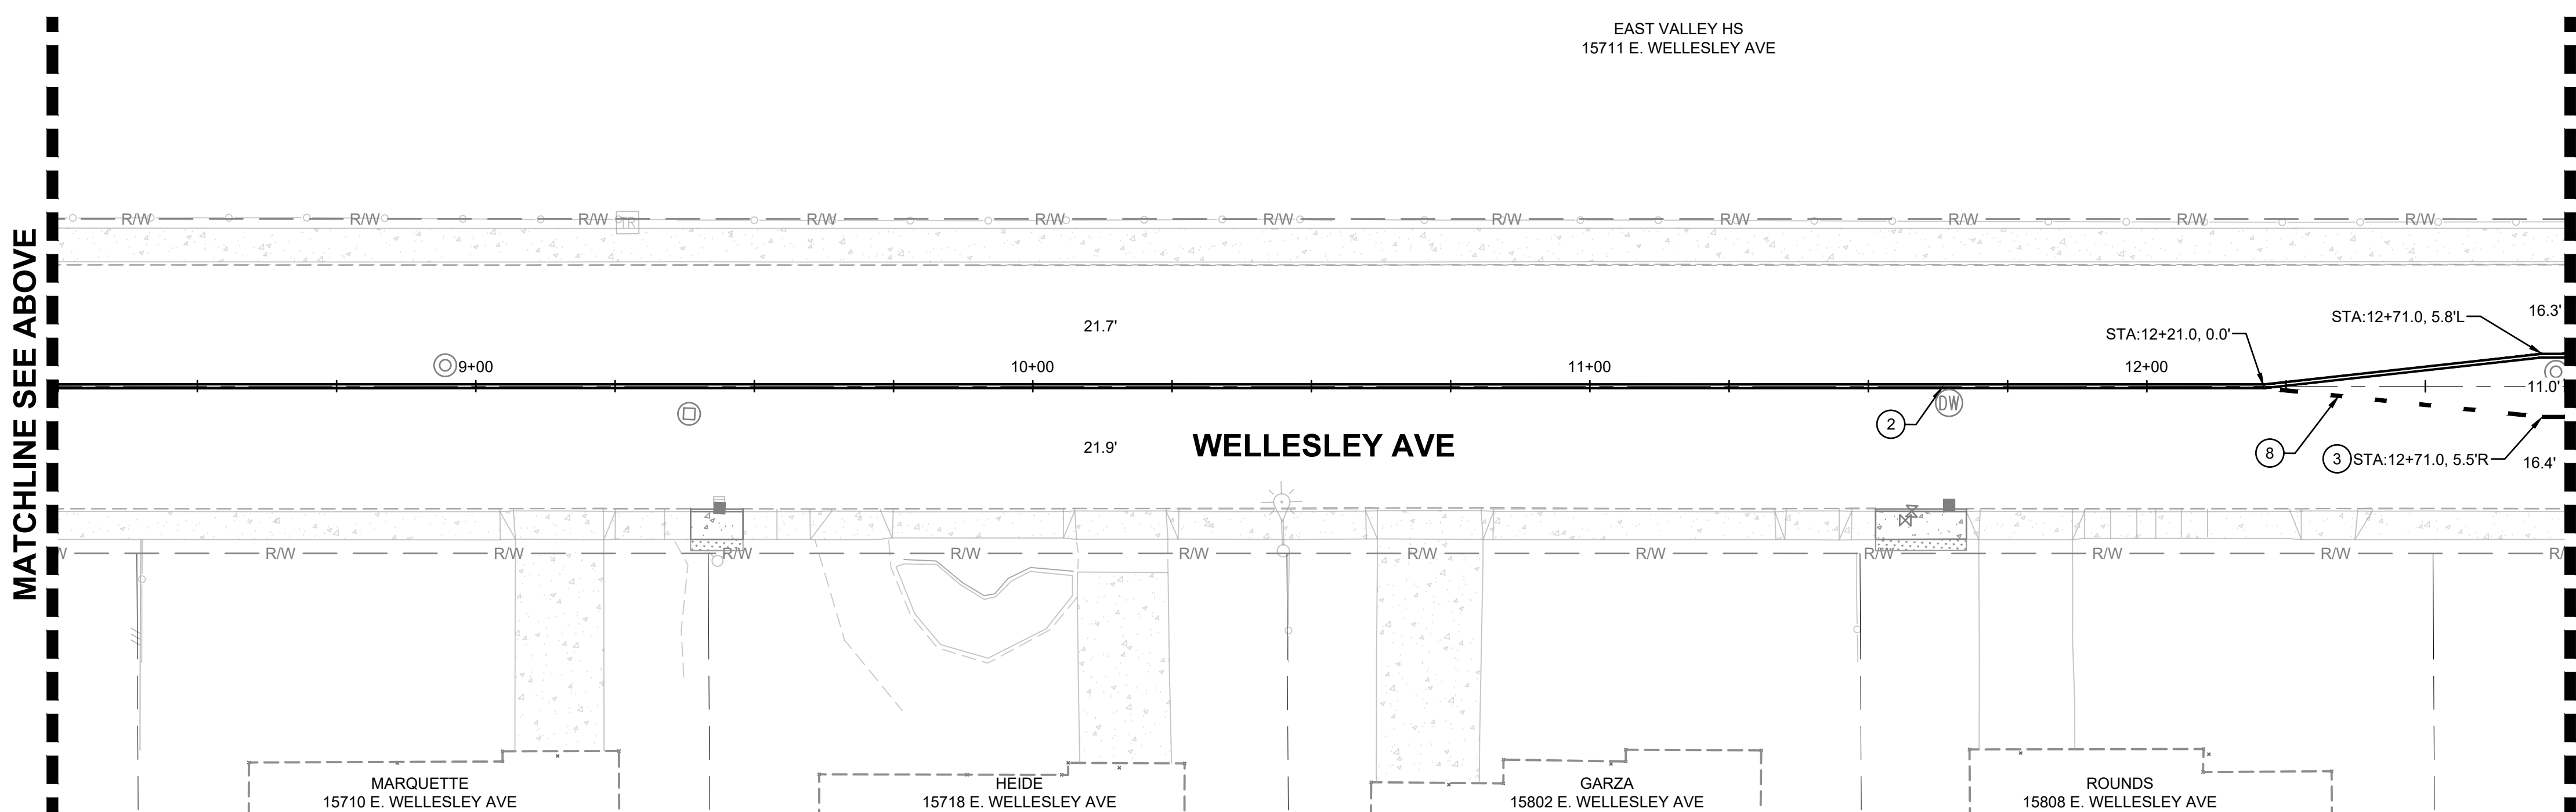 EAST VALLEY HS
15711 E. WELLESLEY AVE
MATCHLINE SEE ABOVE
R/W R/W R/W R/W R/W R/W R/W R/W R/W R/W R/W
TR
21.7'
16.3'
STA:12+71.0, 5.8'L
STA:12+21.0, 0.0'
9+00 10+00 11+00 12+00
11.0'
DW
2
21.9'
WELLESLEY AVE
8
3 STA:12+71.0, 5.5'R
16.4'
W R/W R/W R/W R/W R/W R/W R/W R/W R/W R/W R/
MARQUETTE
15710 E. WELLESLEY AVE
HEIDE
15718 E. WELLESLEY AVE
GARZA
15802 E. WELLESLEY AVE
ROUNDS
15808 E. WELLESLEY AVE